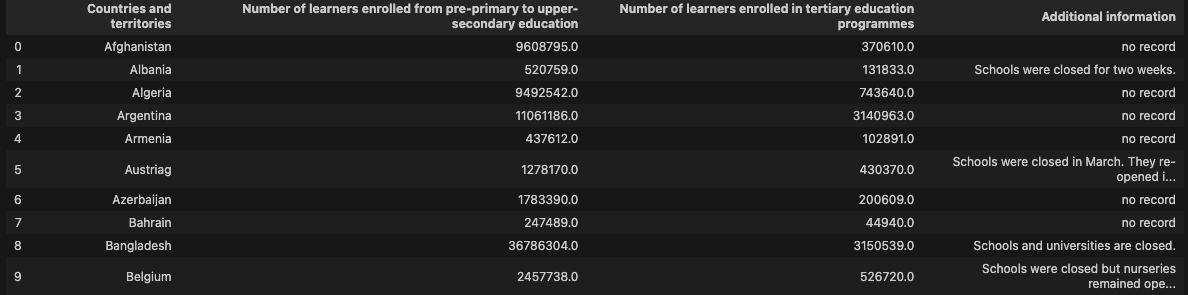 Countries and territories Number of learners enrolled from pre-primary to upper-secondary education Number of learners enrolled in tertiary education programmes Additional information
0 Afghanistan 9608795.0 370610.0 no record
1 Albania 520759.0 131833.0 Schools were closed for two weeks.
2 Algeria 9492542.0 743640.0 no record
3 Argentina 11061186.0 3140963.0 no record
4 Armenia 437612.0 102891.0 no record
5 Austriag 1278170.0 430370.0 Schools were closed in March. They re-opened i...
6 Azerbaijan 1783390.0 200609.0 no record
7 Bahrain 247489.0 44940.0 no record
8 Bangladesh 36786304.0 3150539.0 Schools and universities are closed.
9 Belgium 2457738.0 526720.0 Schools were closed but nurseries remained ope...